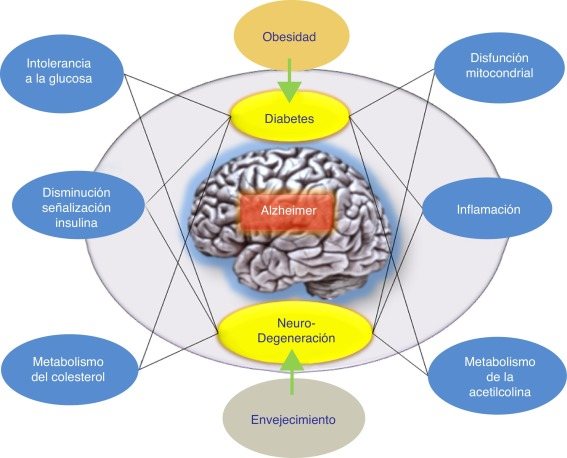 Obesidad
Intolerancia
a la glucosa
Disfunción
mitocondrial
Diabetes
Disminución
señalización
insulina
Alzheimer
Inflamación
Neuro-
Degeneración
Metabolismo
del colesterol
Metabolismo
de la
acetilcolina
Envejecimiento